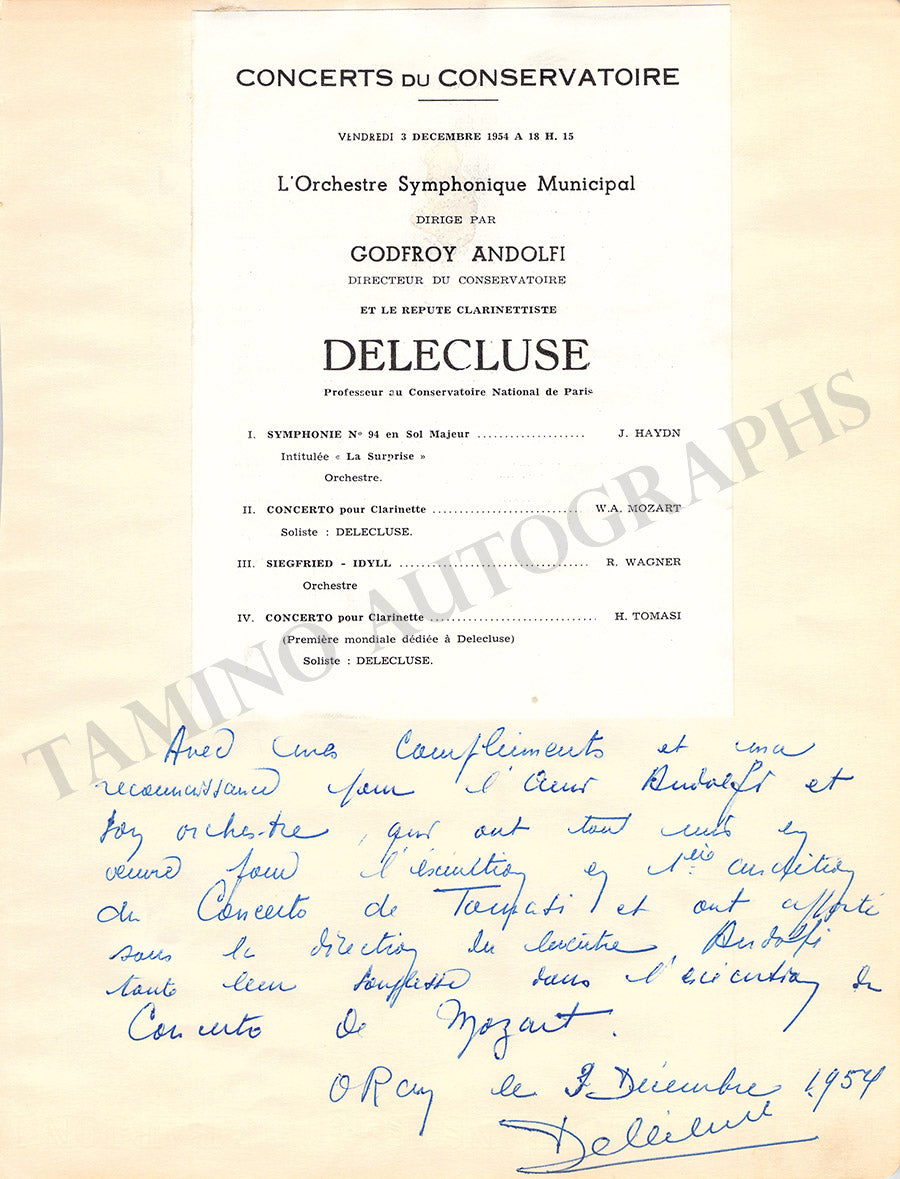 CONCERTS DU CONSERVATOIRE
VENDREDI 3 DECEMBRE 1954 A 18 H. 15
L'Orchestre Symphonique Municipal
DIRIGE PAR
GODFROY ANDOLFI
DIRECTEUR DU CONSERVATOIRE
ET LE REPUTE CLARINETTISTE
DELECLUSE
Professeur au Conservatoire National de Paris
I. SYMPHONIE N° 94 en Sol Majeur .................... J. HAYDN
Intitulée « La Surprise »
Orchestre.
II. CONCERTO pour Clarinette ........................... W.A. MOZART
Soliste : DELECLUSE.
III. SIEGFRIED - IDYLL ................................... R. WAGNER
Orchestre
IV. CONCERTO pour Clarinette ............................... H. TOMASI
(Première mondiale dédiée à Delecluse)
Soliste : DELECLUSE.
TAMINO AUTOGRAPHS
Avec mes compliments et ma
reconnaissance pour Andolfi et
son orchestre, qui ont tout mis en
oeuvre pour l'éxécution en 1ère audition
du Concerto de Tomasi et ont apporté
sous la direction du Andolfi
toute leur souplesse dans l'éxécution du
Concerto de Mozart.
ORan le 3 Décembre 1954
Delécluse